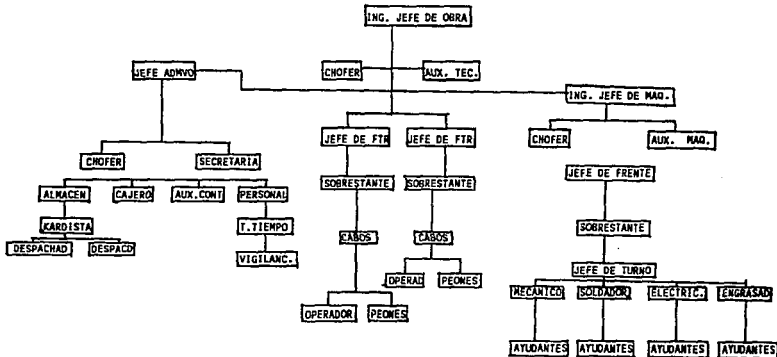 ING. JEFE DE OBRA
JEFE ADMVO
CHOFER
AUX. TEC.
ING. JEFE DE MAQ.
CHOFER
AUX. MAQ.
JEFE DE FTR
JEFE DE FTR
CHOFER
SECRETARIA
JEFE DE FRENTE
ALMACEN
CAJERO
AUX.CONT
PERSONAL
SOBRESTANTE
SOBRESTANTE
KARDISTA
T.TIEMPO
SOBRESTANTE
DESPACHAD
DESPACD
VIGILANC.
CABOS
CABOS
JEFE DE TURNO
OPERAD
PEONES
MECANICO
SOLDADOR
ELECTRIC.
ENGRASAD
OPERADOR
PEONES
AYUDANTES
AYUDANTES
AYUDANTES
AYUDANTES